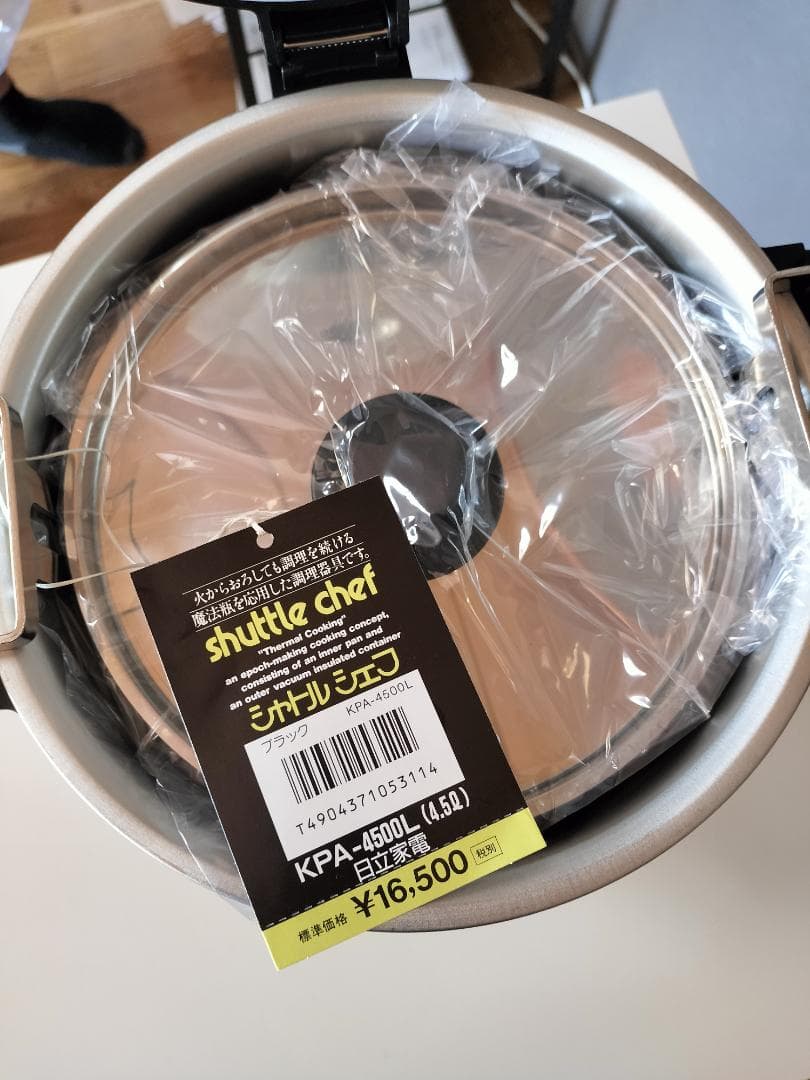 火からおろしても調理を続ける
魔法瓶を応用した調理器具です。
shuttle chef
"Thermal Cooking"
an epoch-making cooking concept,
consisting of an inner pan and
an outer vacuum insulated container
シャトルシェフ
ブラック KPA-4500L
T4904371053114
KPA-4500L (4.5ℓ)
日立家電
標準価格 ¥16,500 税別